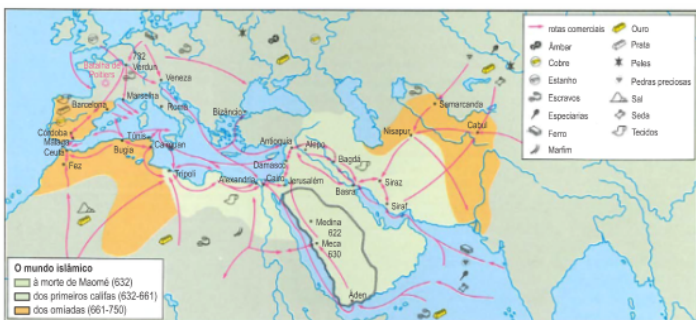 rotas comerciais
Âmbar
Cobre
Estanho
Escravos
Especiarias
Ferro
Marfim
Ouro
Prata
Peles
Pedras preciosas
Sal
Seda
Tecidos
792
Verdun
Batalha de
Poitiers
Veneza
Marselha
Barcelona
Roma
Bizâncio
Samarcanda
Cabul
Nisapur
Córdoba
Málaga
Ceuta
Fez
Túnis
Bugia
Tripoli
Antioquia
Alepo
Damasco
Bagdá
Alexandria
Cairo
Jerusalém
Basra
Siraz
Siraf
Medina
622
Meca
630
Áden
O mundo islâmico
à morte de Maomé (632)
dos primeiros califas (632-661)
dos omíadas (661-750)